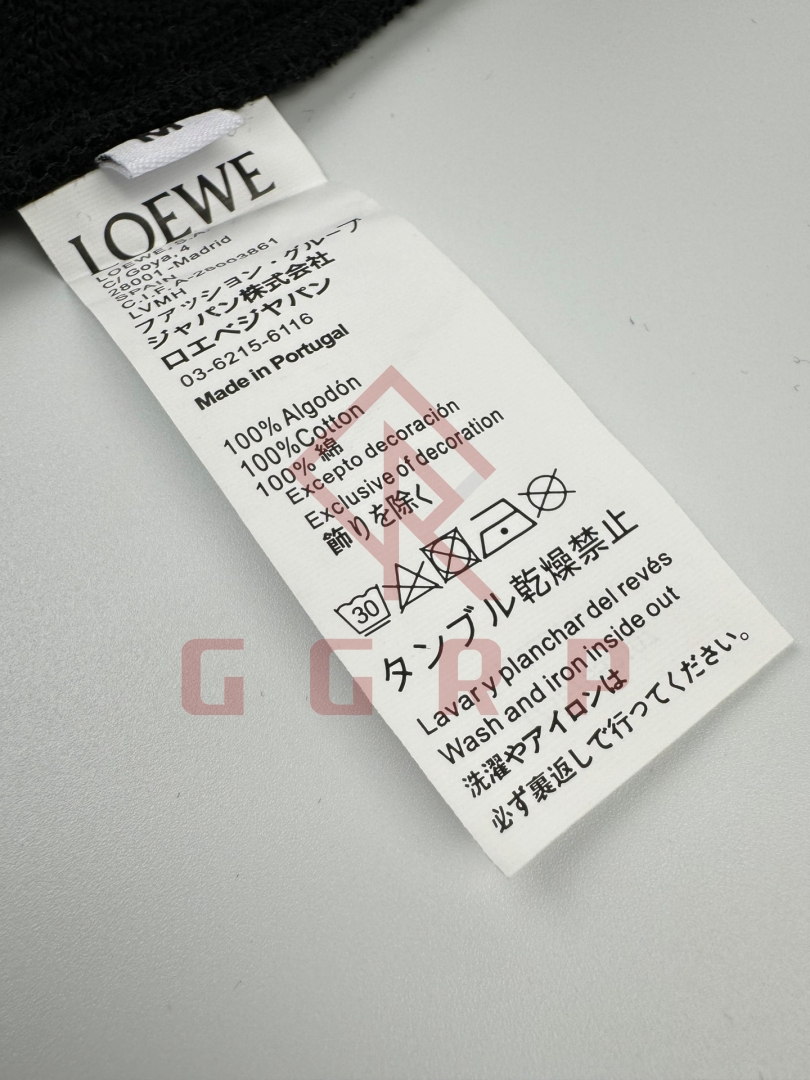 M
LOEWE
LOEWE. S.A.
C/Goya, 4
28001 -Madrid
SPAIN
C.I.F. A-28003861
LVMH
ファッション・グループ
ジャパン株式会社
ロエベジャパン
03-6215-6116
Made in Portugal
100% Algodón
100%Cotton
100% 綿
Excepto decoración
Exclusive of decoration
飾りを除く
30
タンブル乾燥禁止
Lavar y planchar del revés
Wash and iron inside out
洗濯やアイロンは
必ず裏返しで行ってください。
GGRP